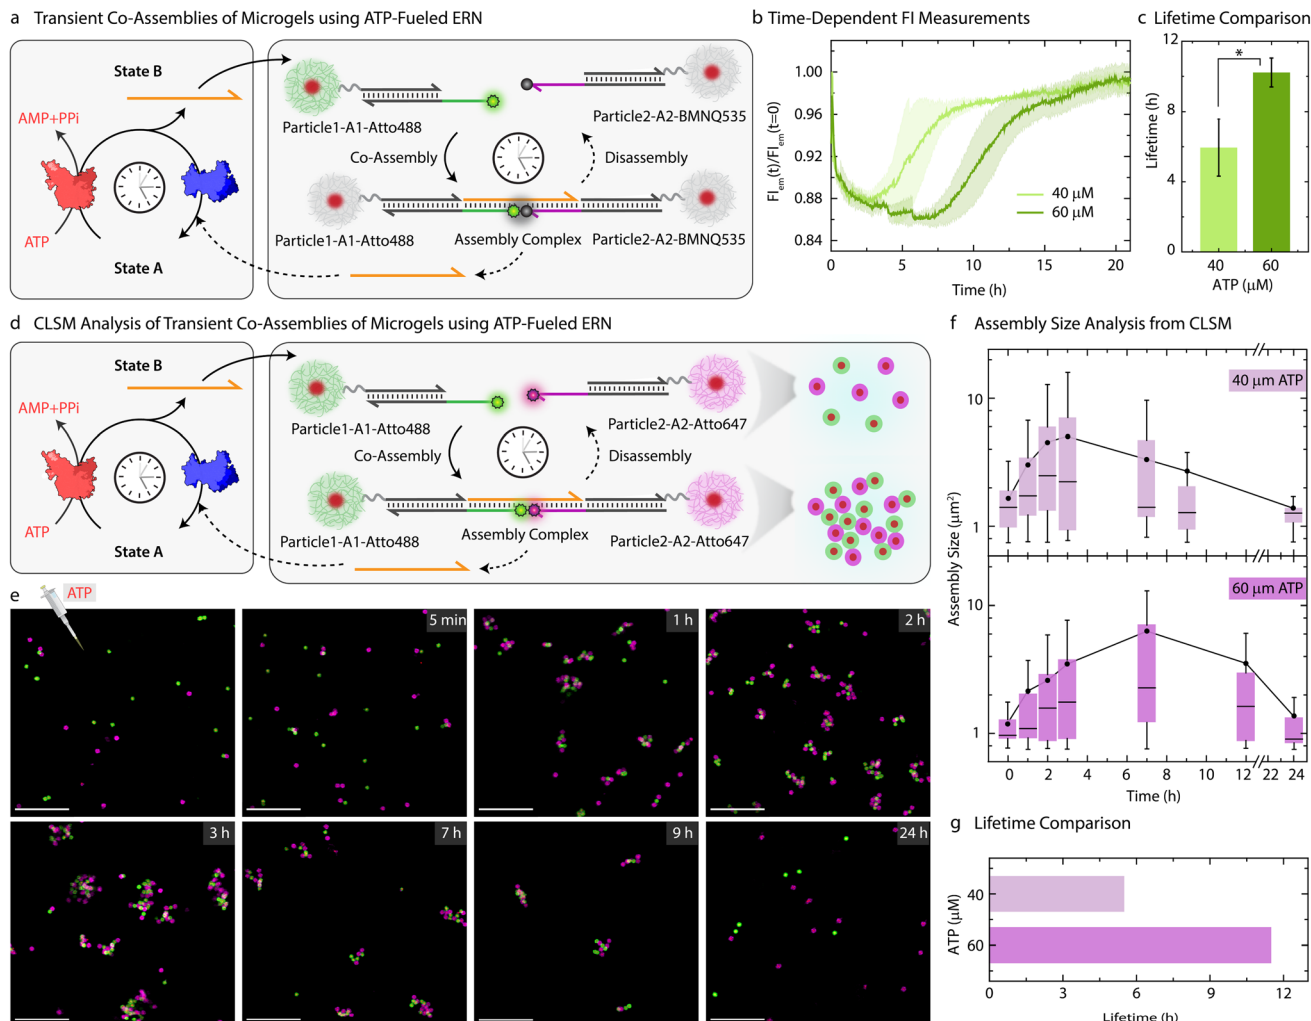 a Transient Co-Assemblies of Microgels using ATP-Fueled ERN
State B
AMP+PPi
ATP
State A
Particle1-A1-Atto488
Particle2-A2-BMNQ535
Co-Assembly
Disassembly
Particle1-A1-Atto488
Assembly Complex
Particle2-A2-BMNQ535
b Time-Dependent FI Measurements
FI_em(t)/FI_em(t=0)
1.00
0.96
0.92
0.88
0.84
40 μM
60 μM
0 5 10 15 20
Time (h)
c Lifetime Comparison
Lifetime (h)
12
8
4
0
*
40 60
ATP (μM)
d CLSM Analysis of Transient Co-Assemblies of Microgels using ATP-Fueled ERN
State B
AMP+PPi
ATP
State A
Particle1-A1-Atto488
Particle2-A2-Atto647
Co-Assembly
Disassembly
Particle1-A1-Atto488
Assembly Complex
Particle2-A2-Atto647
e
ATP
5 min
1 h
2 h
3 h
7 h
9 h
24 h
f Assembly Size Analysis from CLSM
40 μm ATP
10
1
Assembly Size (μm²)
60 μm ATP
10
1
0 2 4 6 8 10 12 22 24
Time (h)
g Lifetime Comparison
ATP (μM)
40
60
0 3 6 9 12
Lifetime (h)